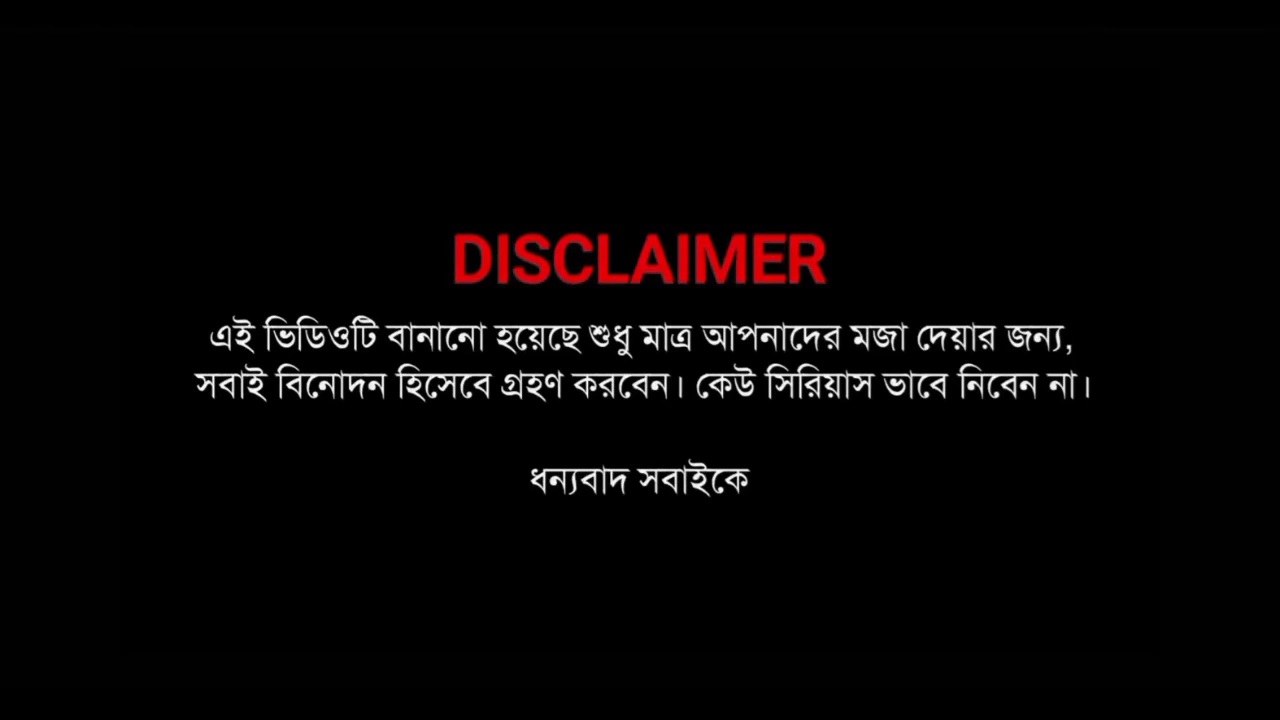 DISCLAIMER
এই ভিডিওটি বানানো হয়েছে শুধু মাত্র আপনাদের মজা দেয়ার জন্য,
সবাই বিনোদন হিসেবে গ্রহণ করবেন। কেউ সিরিয়াস ভাবে নিবেন না।
ধন্যবাদ সবাইকে